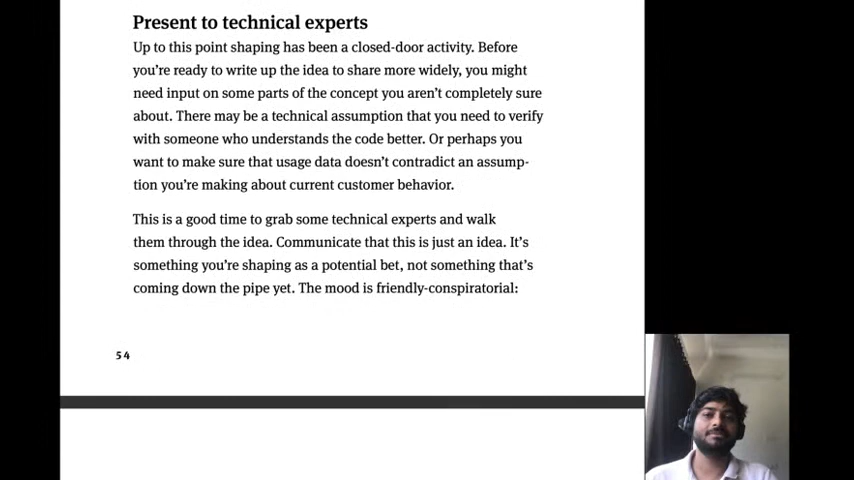 Present to technical experts
Up to this point shaping has been a closed-door activity. Before
you’re ready to write up the idea to share more widely, you might
need input on some parts of the concept you aren’t completely sure
about. There may be a technical assumption that you need to verify
with someone who understands the code better. Or perhaps you
want to make sure that usage data doesn’t contradict an assump-
tion you’re making about current customer behavior.
This is a good time to grab some technical experts and walk
them through the idea. Communicate that this is just an idea. It’s
something you’re shaping as a potential bet, not something that’s
coming down the pipe yet. The mood is friendly-conspiratorial:
54